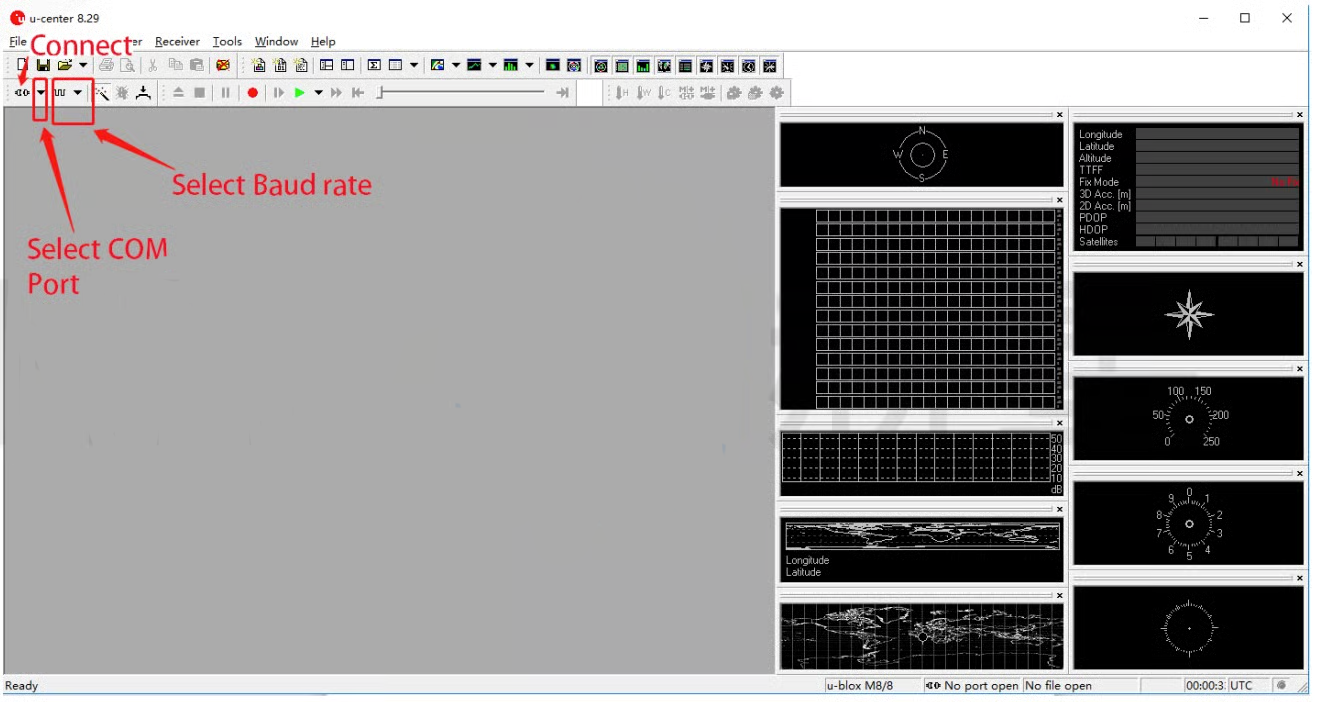 u-center 8.29
File
Receiver Tools Window Help
Connect
Select Baud rate
Select COM
Port
N
W E
S
Longitude
Latitude
Altitude
TTFF
Fix Mode
3D Acc. [m]
2D Acc. [m]
PDOP
HDOP
Satellites
100 150
50 200
0 250
50
40
30
20
10
dB
9 0 1
8 2
7 3
6 5 4
Longitude
Latitude
Ready
u-blox M8/8 No port open No file open 00:00:3 UTC